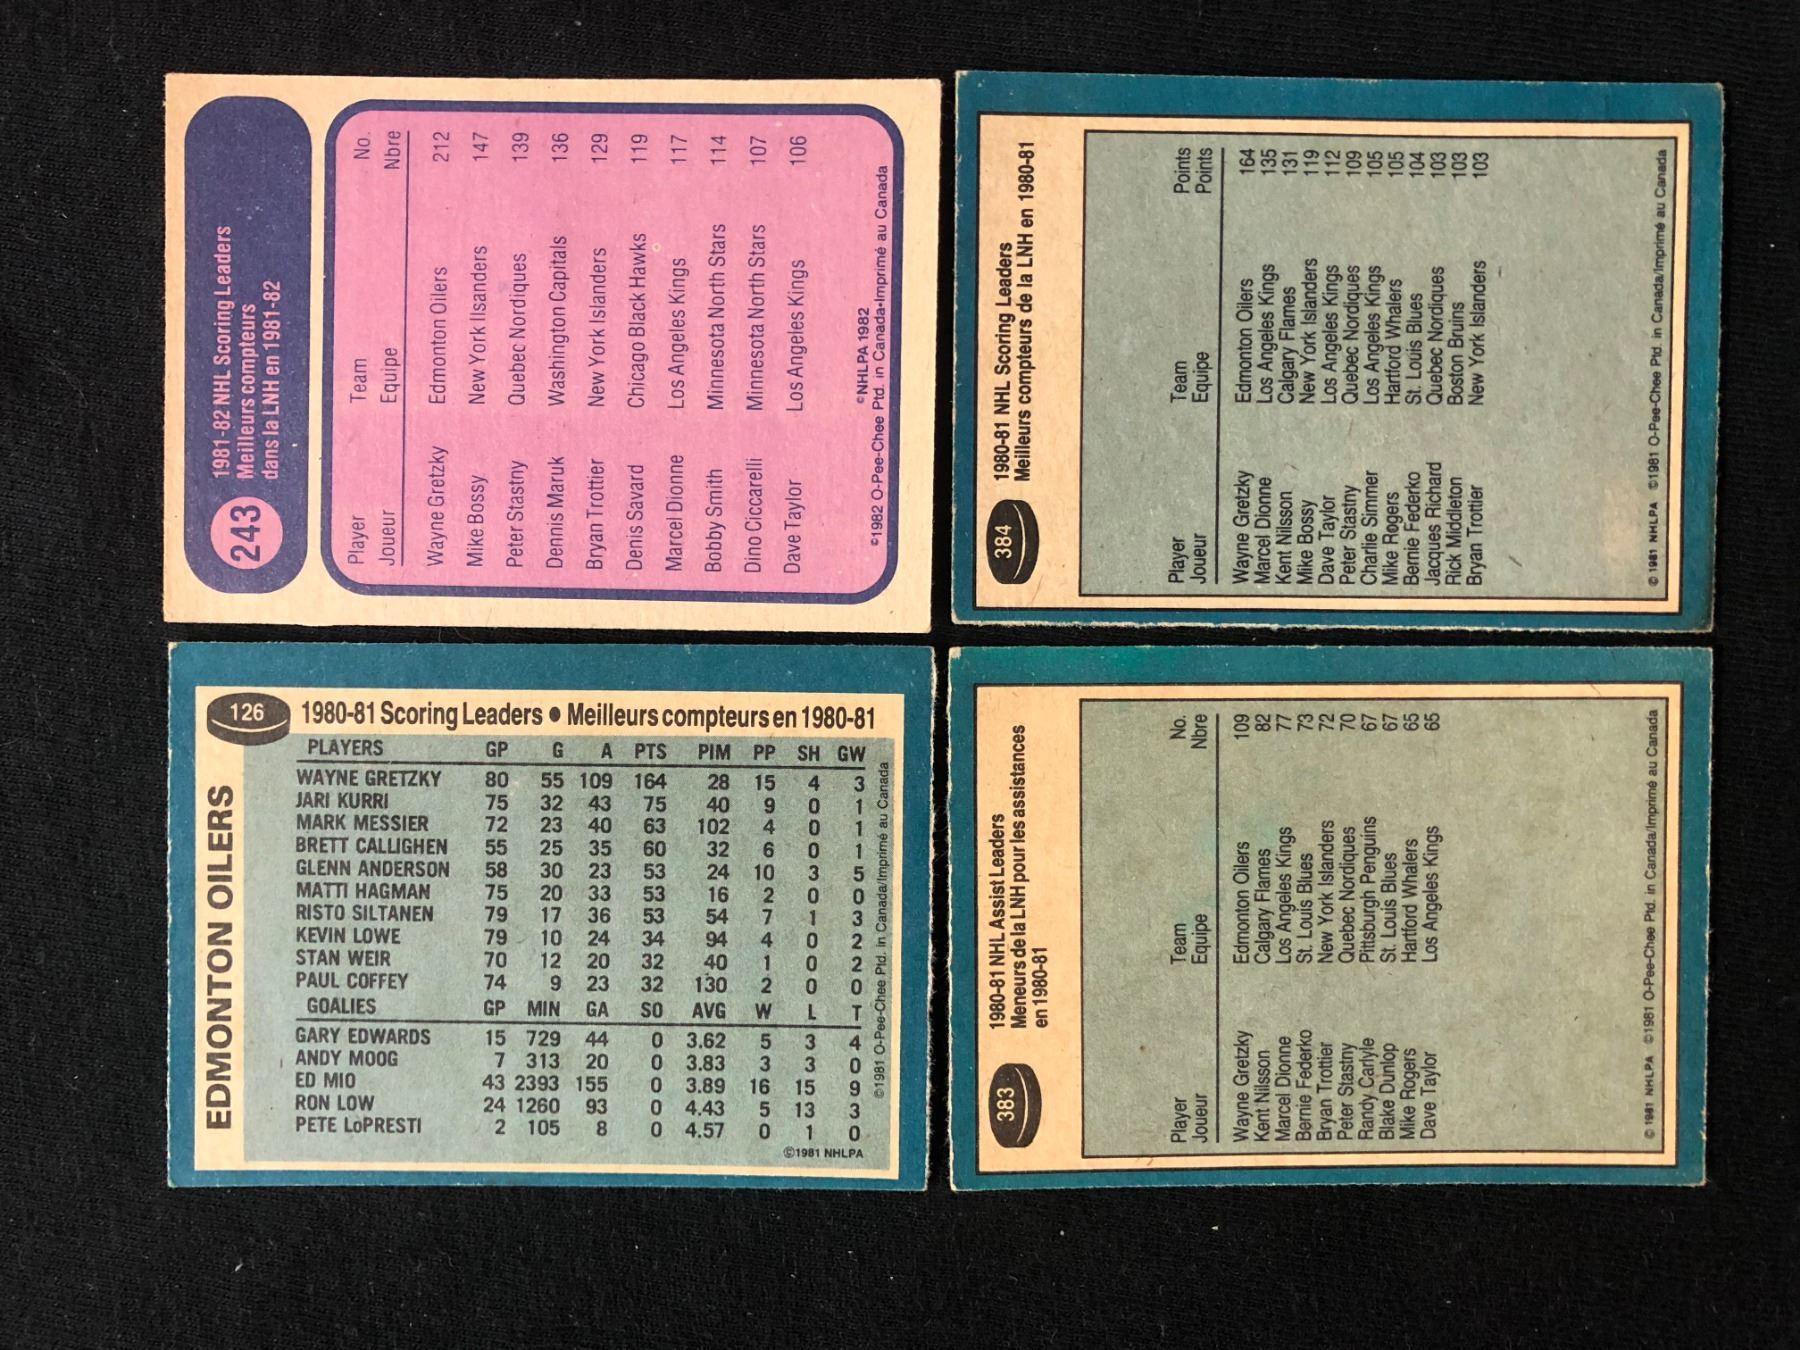 243
1981-82 NHL Scoring Leaders
Meilleurs compteurs
dans la LNH en 1981-82
Player Team No.
Joueur Equipe Nbre
Wayne Gretzky Edmonton Oilers 212
Mike Bossy New York Ilsanders 147
Peter Stastny Quebec Nordiques 139
Dennis Maruk Washington Capitals 136
Bryan Trottier New York Islanders 129
Denis Savard Chicago Black Hawks 119
Marcel Dionne Los Angeles Kings 117
Bobby Smith Minnesota North Stars 114
Dino Ciccarelli Minnesota North Stars 107
Dave Taylor Los Angeles Kings 106
©NHLPA 1982
©1982 O-Pee-Chee Ptd. in Canada-Imprimé au Canada
384
1980-81 NHL Scoring Leaders
Meilleurs compteurs de la LNH en 1980-81
Player Team Points
Joueur Equipe Points
Wayne Gretzky Edmonton Oilers 164
Marcel Dionne Los Angeles Kings 135
Kent Nilsson Calgary Flames 131
Mike Bossy New York Islanders 119
Dave Taylor Los Angeles Kings 112
Peter Stastny Quebec Nordiques 109
Charlie Simmer Los Angeles Kings 105
Mike Rogers Hartford Whalers 105
Bernie Federko St. Louis Blues 104
Jacques Richard Quebec Nordiques 103
Rick Middleton Boston Bruins 103
Bryan Trottier New York Islanders 103
©1981 NHLPA ©1981 O-Pee-Chee Ptd. in Canada/Imprimé au Canada
EDMONTON OILERS
126
1980-81 Scoring Leaders • Meilleurs compteurs en 1980-81
PLAYERS GP G A PTS PIM PP SH GW
WAYNE GRETZKY 80 55 109 164 28 15 4 3
JARI KURRI 75 32 43 75 40 9 0 1
MARK MESSIER 72 23 40 63 102 4 0 1
BRETT CALLIGHEN 55 25 35 60 32 6 0 1
GLENN ANDERSON 58 30 23 53 24 10 3 5
MATTI HAGMAN 75 20 33 53 16 2 0 0
RISTO SILTANEN 79 17 36 53 54 7 1 3
KEVIN LOWE 79 10 24 34 94 4 0 2
STAN WEIR 70 12 20 32 40 1 0 2
PAUL COFFEY 74 9 23 32 130 2 0 0
GOALIES GP MIN GA SO AVG W L T
GARY EDWARDS 15 729 44 0 3.62 5 3 4
ANDY MOOG 7 313 20 0 3.83 3 3 0
ED MIO 43 2393 155 0 3.89 16 15 9
RON LOW 24 1260 93 0 4.43 5 13 3
PETE LoPRESTI 2 105 8 0 4.57 0 1 0
©1981 NHLPA
©1981 O-Pee-Chee Ptd. in Canada/Imprimé au Canada
383
1980-81 NHL Assist Leaders
Meneurs de la LNH pour les assistances
en 1980-81
Player Team No.
Joueur Equipe Nbre
Wayne Gretzky Edmonton Oilers 109
Kent Nilsson Calgary Flames 82
Marcel Dionne Los Angeles Kings 77
Bernie Federko St. Louis Blues 73
Bryan Trottier New York Islanders 72
Peter Stastny Quebec Nordiques 70
Randy Carlyle Pittsburgh Penguins 67
Blake Dunlop St. Louis Blues 67
Mike Rogers Hartford Whalers 65
Dave Taylor Los Angeles Kings 65
©1981 NHLPA ©1981 O-Pee-Chee Ptd. in Canada/Imprimé au Canada